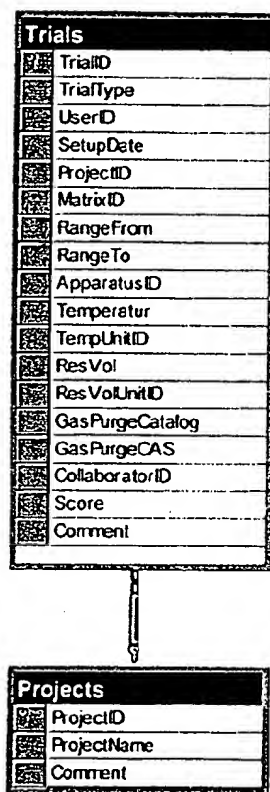 Trials
TrialID
TrialType
UserID
SetupDate
ProjectID
MatrixID
RangeFrom
RangeTo
ApparatusID
Temperatur
TempUnitID
ResVol
ResVolUnitID
GasPurgeCatalog
GasPurgeCAS
CollaboratorID
Score
Comment
Projects
ProjectID
ProjectName
Comment